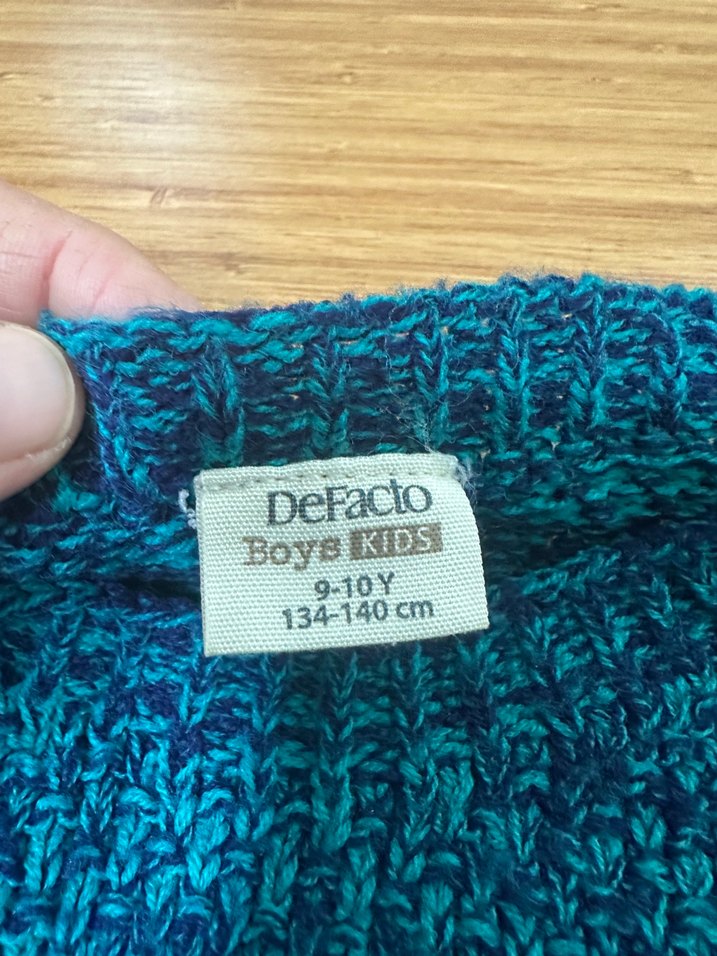 DeFacto
Boys KIDS
9-10 Y
134-140 cm